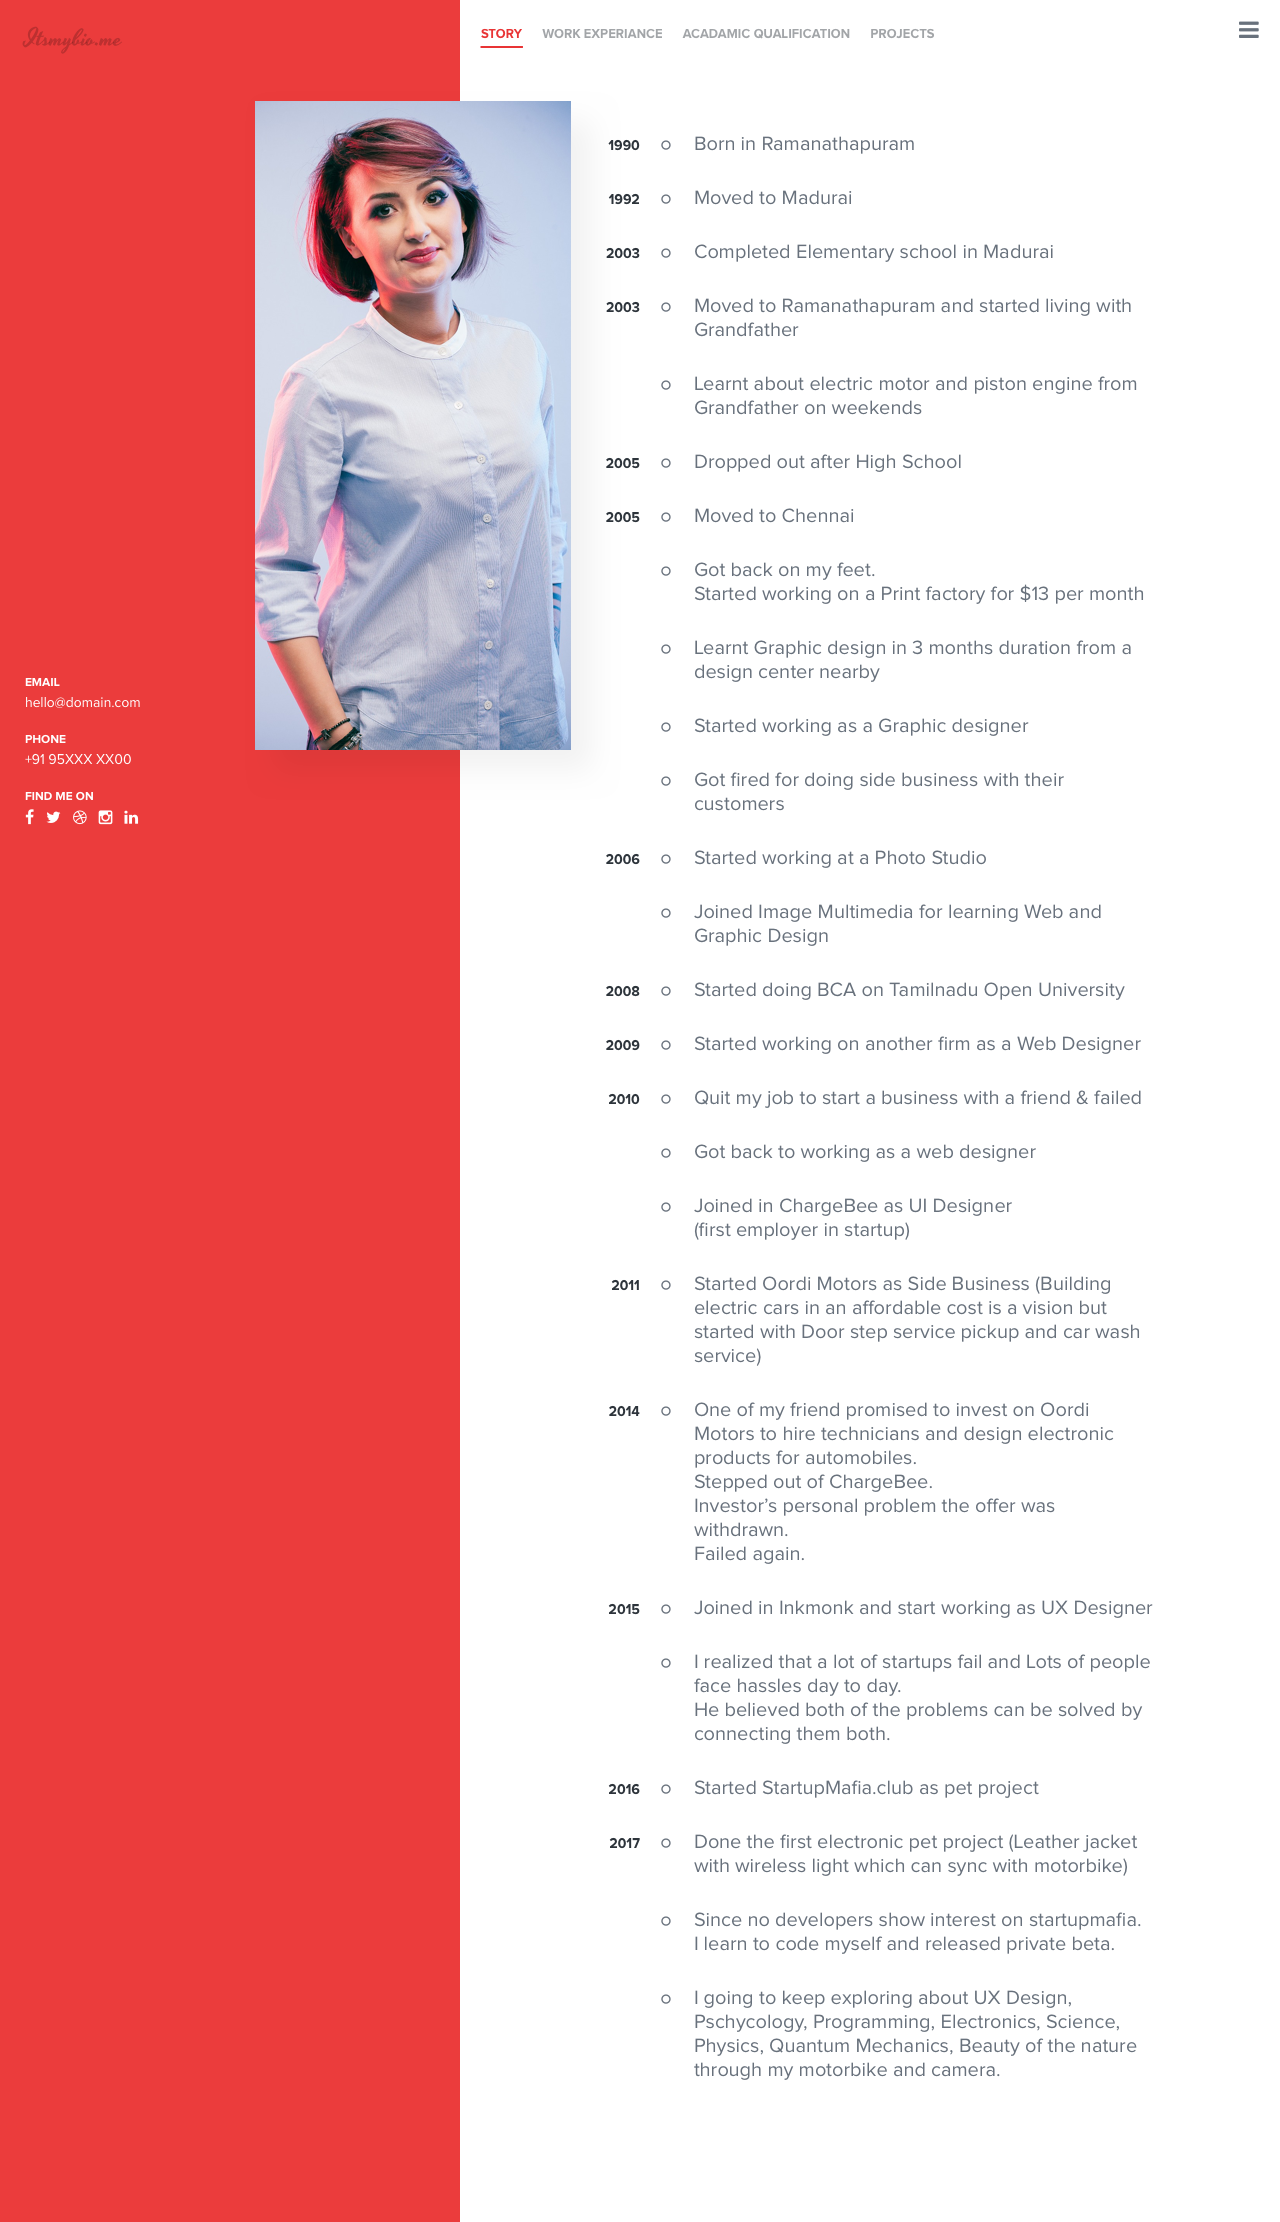 Itsmybio.me
STORY WORK EXPERIANCE ACADAMIC QUALIFICATION PROJECTS
1990 Born in Ramanathapuram
1992 Moved to Madurai
2003 Completed Elementary school in Madurai
2003 Moved to Ramanathapuram and started living with
Grandfather
Learnt about electric motor and piston engine from
Grandfather on weekends
2005 Dropped out after High School
2005 Moved to Chennai
Got back on my feet.
Started working on a Print factory for $13 per month
Learnt Graphic design in 3 months duration from a
design center nearby
Started working as a Graphic designer
Got fired for doing side business with their
customers
2006 Started working at a Photo Studio
Joined Image Multimedia for learning Web and
Graphic Design
2008 Started doing BCA on Tamilnadu Open University
2009 Started working on another firm as a Web Designer
2010 Quit my job to start a business with a friend & failed
Got back to working as a web designer
Joined in ChargeBee as UI Designer
(first employer in startup)
2011 Started Oordi Motors as Side Business (Building
electric cars in an affordable cost is a vision but
started with Door step service pickup and car wash
service)
2014 One of my friend promised to invest on Oordi
Motors to hire technicians and design electronic
products for automobiles.
Stepped out of ChargeBee.
Investor’s personal problem the offer was
withdrawn.
Failed again.
2015 Joined in Inkmonk and start working as UX Designer
I realized that a lot of startups fail and Lots of people
face hassles day to day.
He believed both of the problems can be solved by
connecting them both.
2016 Started StartupMafia.club as pet project
2017 Done the first electronic pet project (Leather jacket
with wireless light which can sync with motorbike)
Since no developers show interest on startupmafia.
I learn to code myself and released private beta.
I going to keep exploring about UX Design,
Pschycology, Programming, Electronics, Science,
Physics, Quantum Mechanics, Beauty of the nature
through my motorbike and camera.
EMAIL
hello@domain.com
PHONE
+91 95XXX XX00
FIND ME ON